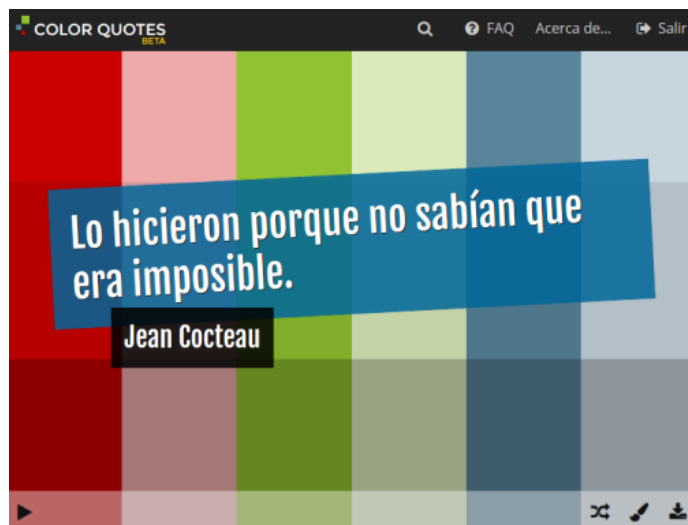 COLOR QUOTES
BETA
FAQ
Acerca de...
Salir
Lo hicieron porque no sabían que
era imposible.
Jean Cocteau